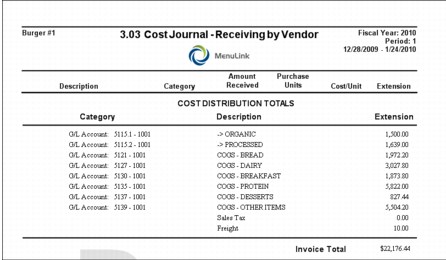 Burger #1 3.03 Cost Journal - Receiving by Vendor Fiscal Year: 2010
Period: 1
12/28/2009 - 1/24/2010
MenuLink
Amount Purchase
Description Category Received Units Cost/Unit Extension
COST DISTRIBUTION TOTALS
Category Description Extension
G/L Account: 5115.1 - 1001 -> ORGANIC 1,500.00
G/L Account: 5115.2 - 1001 -> PROCESSED 1,639.00
G/L Account: 5121 - 1001 COGS - BREAD 1,972.20
G/L Account: 5127 - 1001 COGS - DAIRY 3,027.80
G/L Account: 5130 - 1001 COGS - BREAKFAST 1,873.80
G/L Account: 5135 - 1001 COGS - PROTEIN 5,822.00
G/L Account: 5137 - 1001 COGS - DESSERTS 827.44
G/L Account: 5139 - 1001 COGS - OTHER ITEMS 5,504.20
Sales Tax 0.00
Freight 10.00
Invoice Total $22,176.44